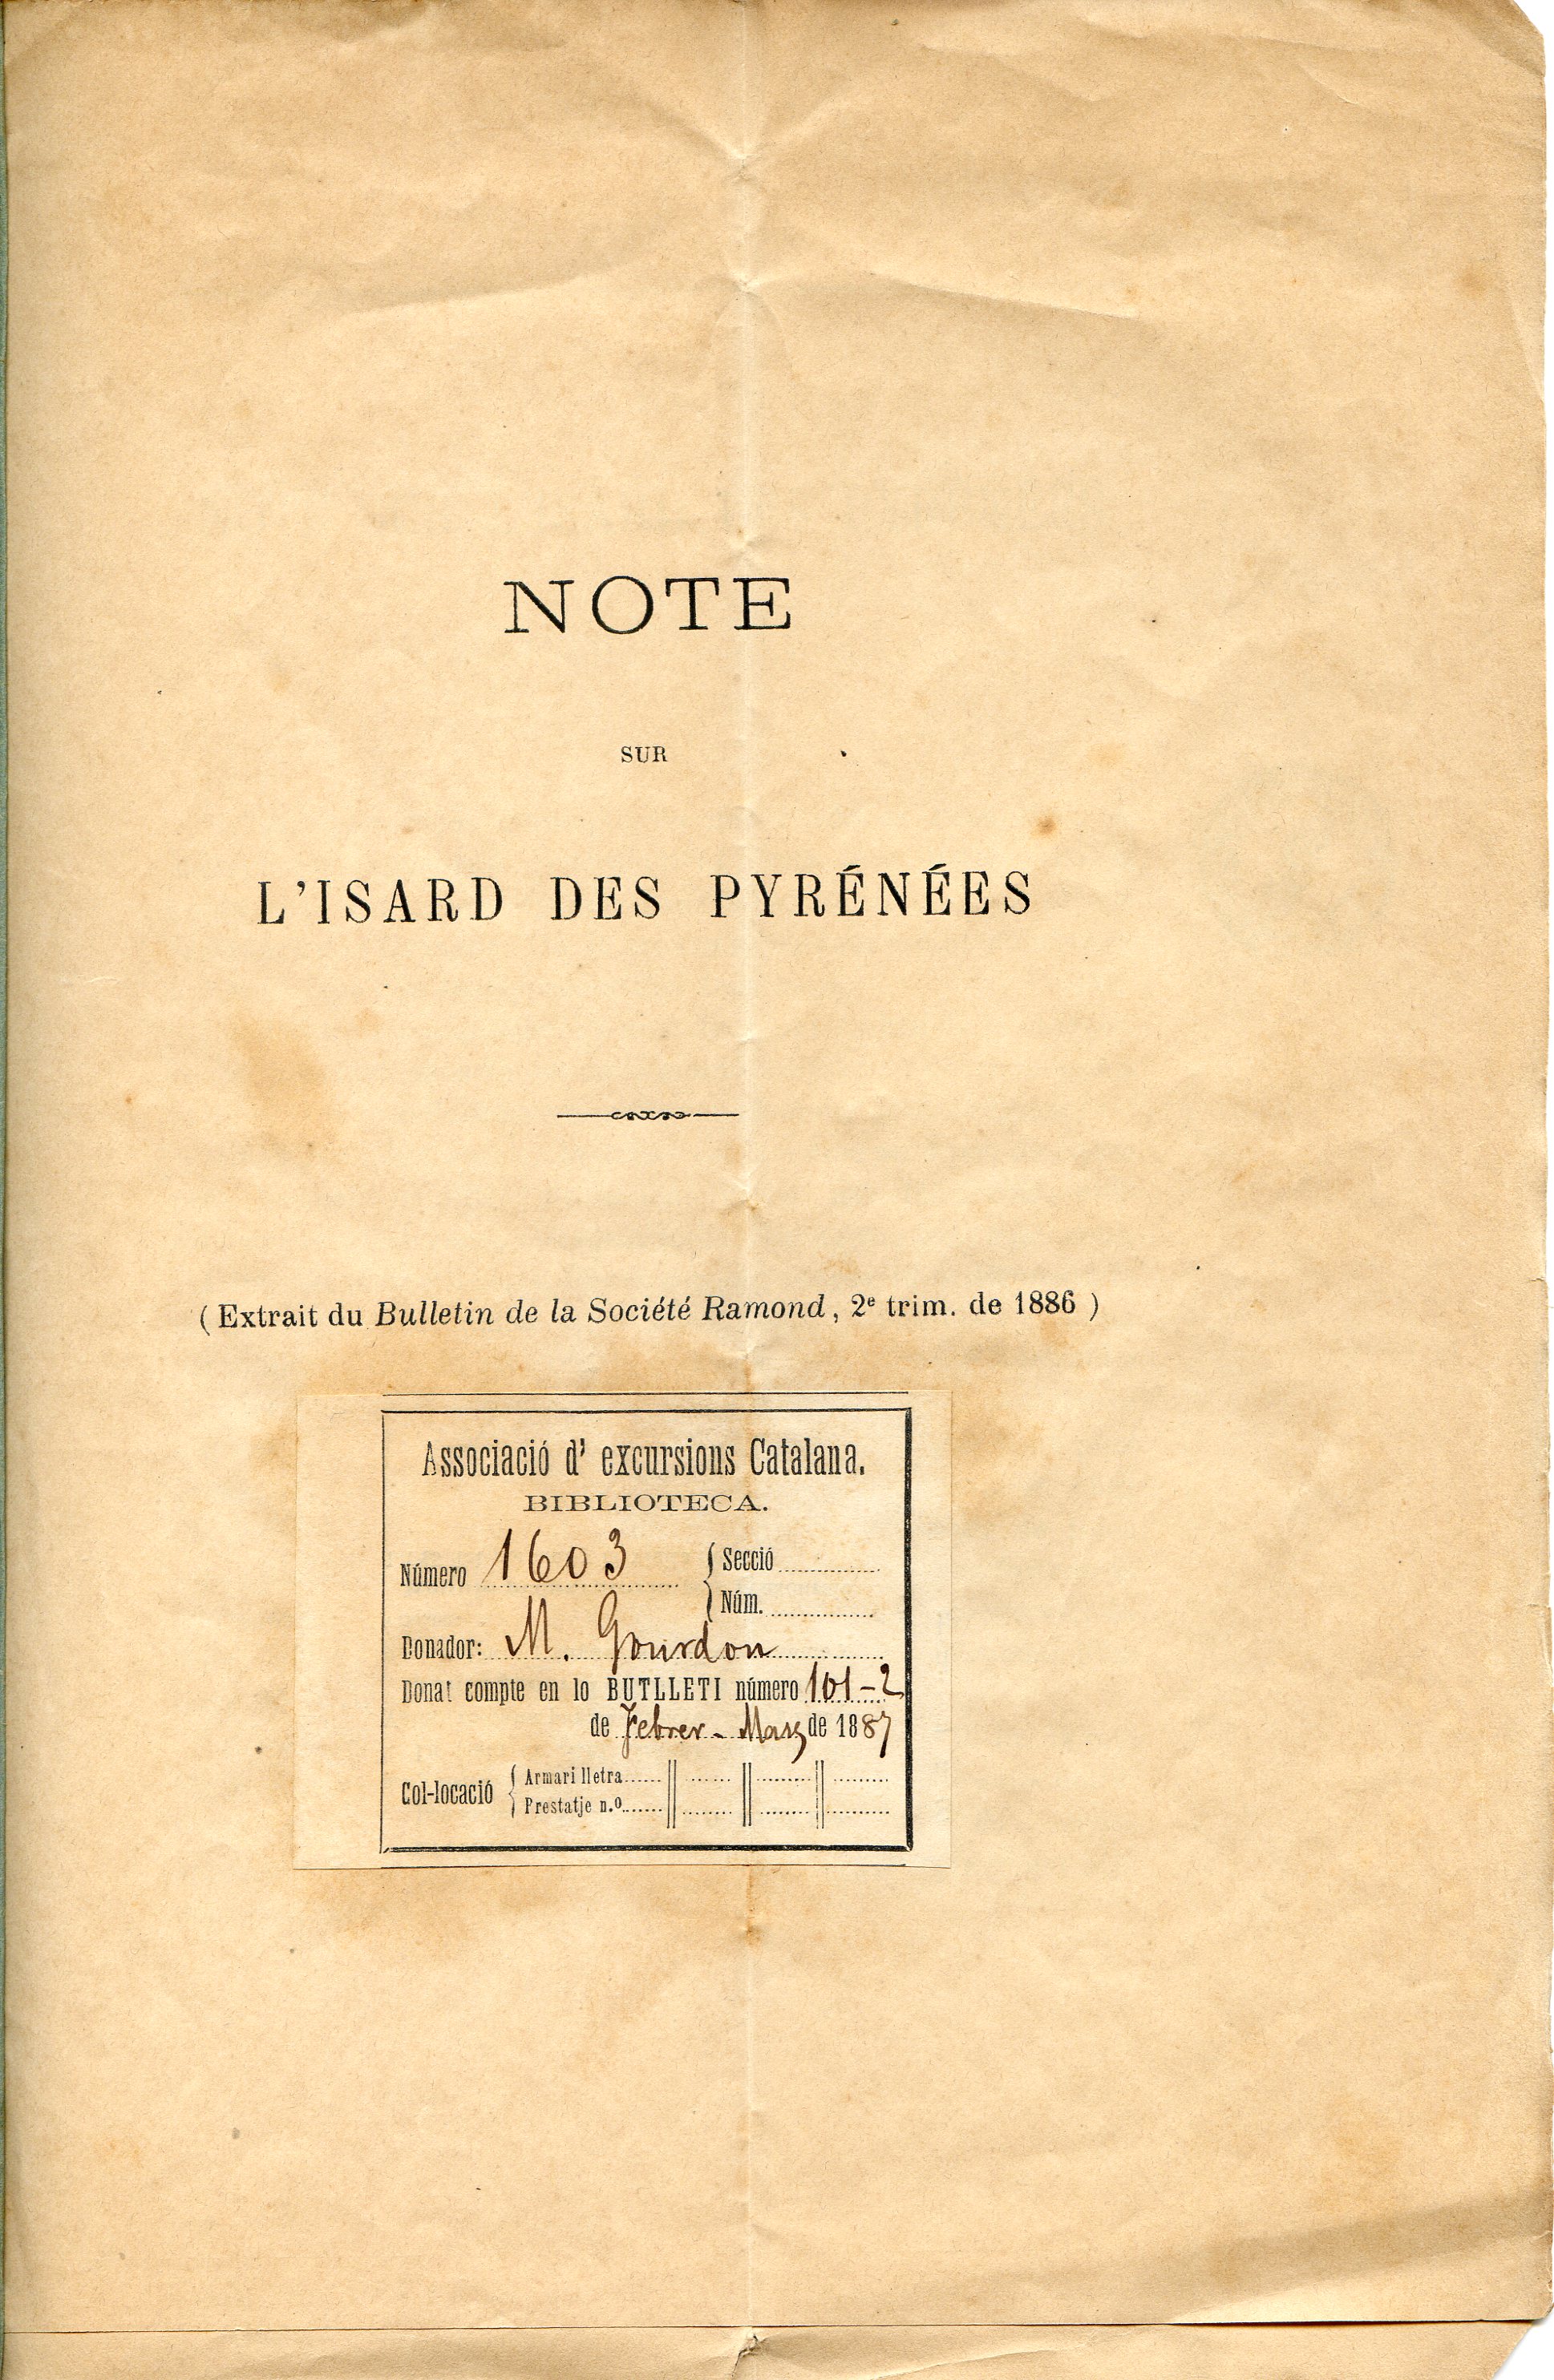 NOTE
SUR
L'ISARD DES PYRÉNÉES
(Extrait du Bulletin de la Société Ramond, 2e trim. de 1886)
Associació d' excursions Catalana.
BIBLIOTECA.
Número 1603 { Secció
Núm.
Donador: M. Gourdon
Donat compte en lo BUTLLETI número 101-2
de Febrer - Mars de 1887
Col-locació { Armari lletra
Prestatje n.o